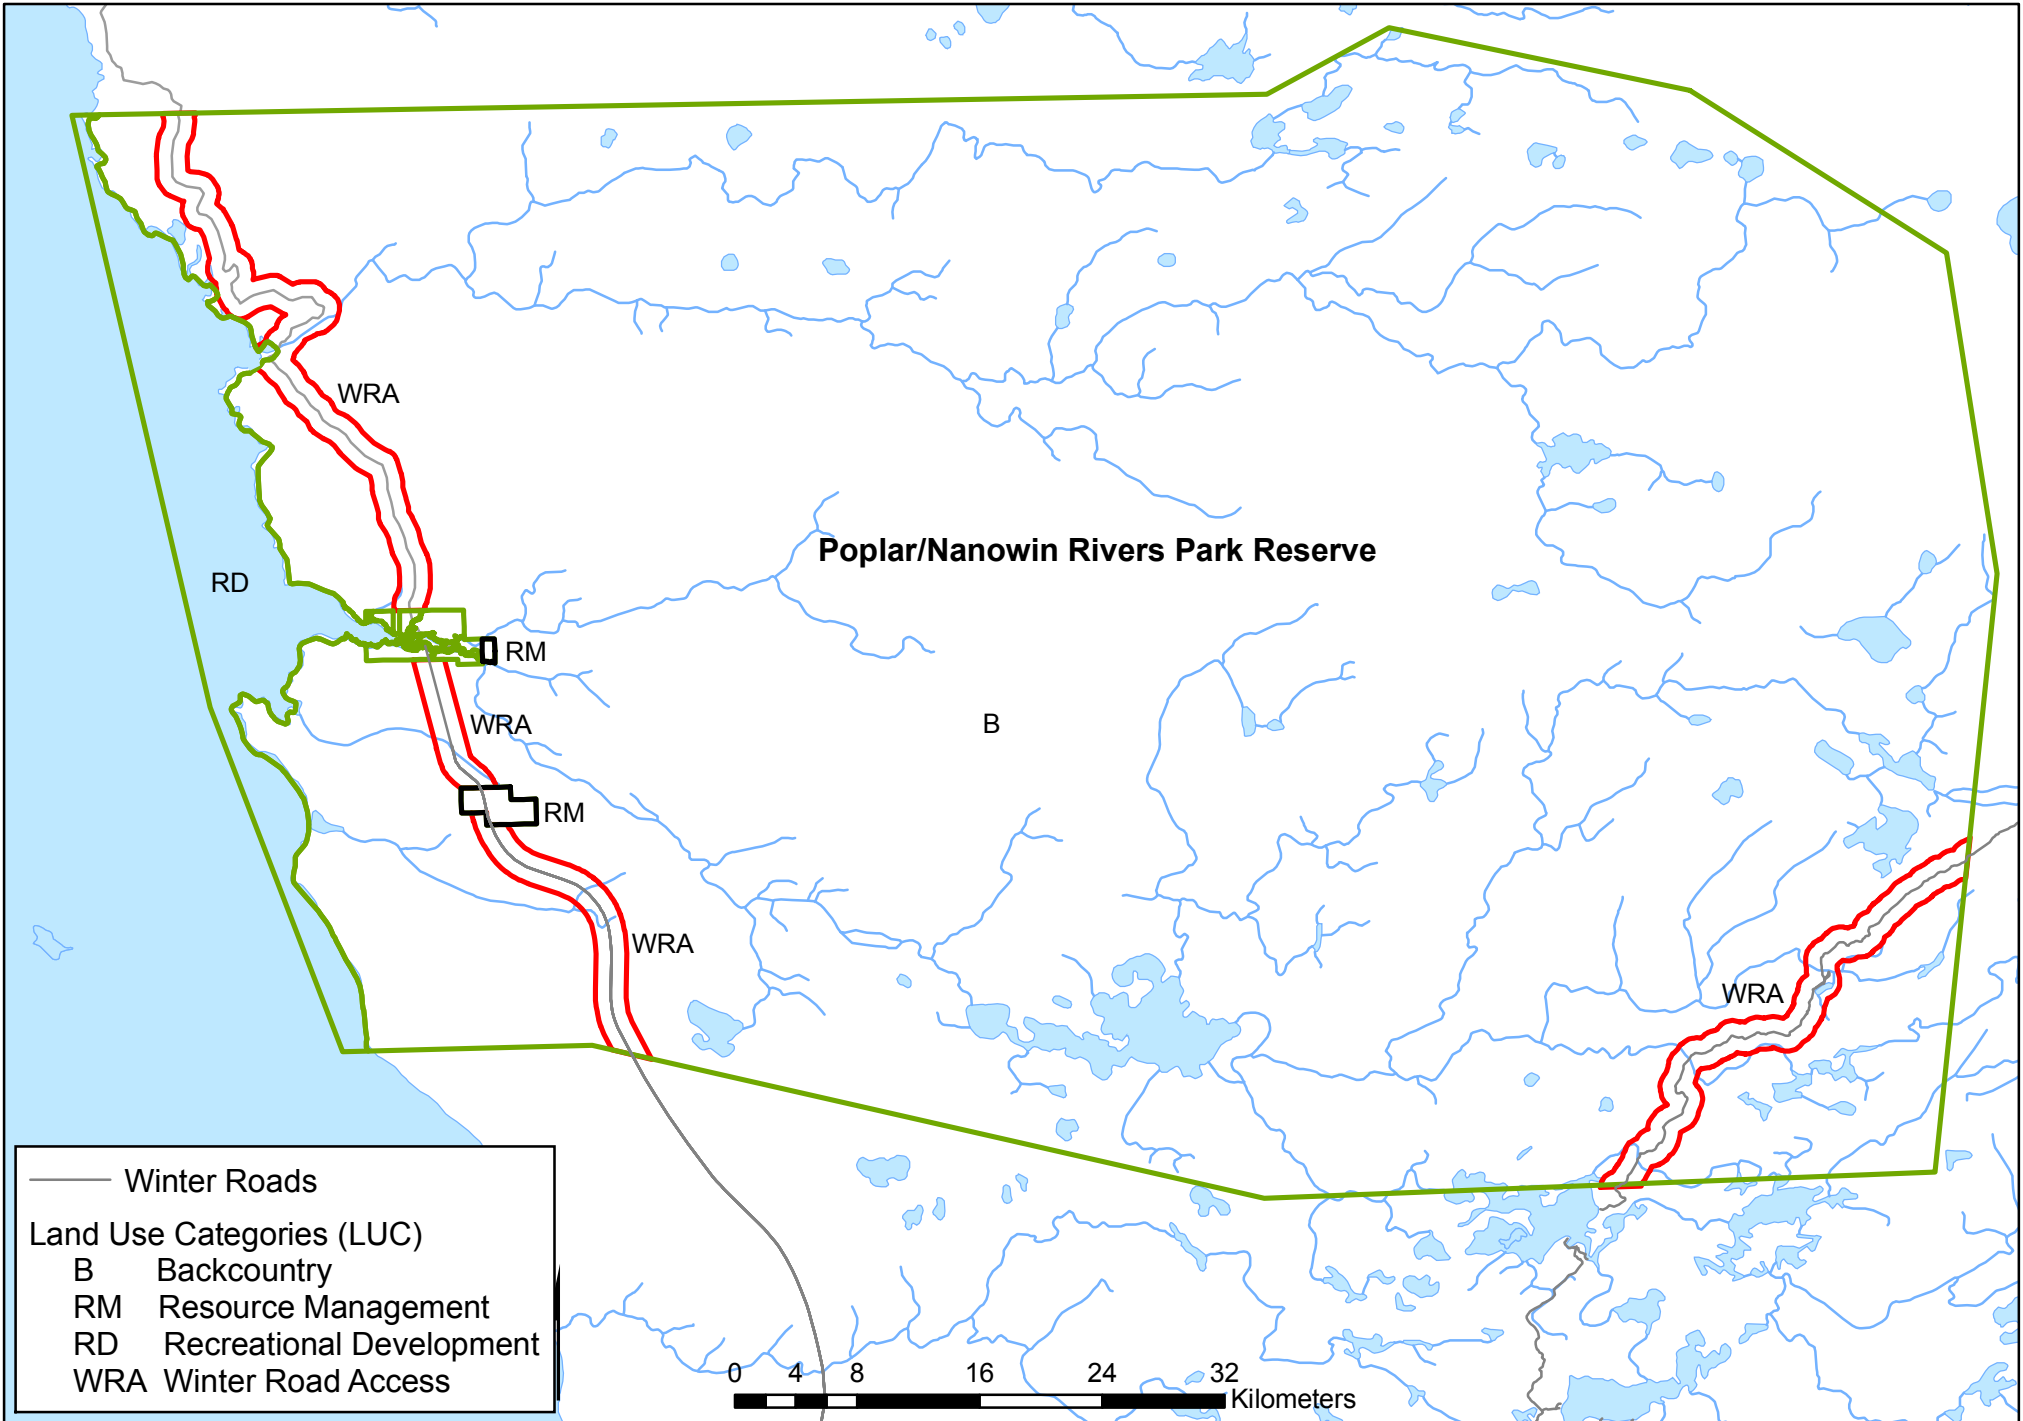 WRA
Poplar/Nanowin Rivers Park Reserve
RD
RM
WRA
B
RM
WRA
WRA
Winter Roads
Land Use Categories (LUC)
B Backcountry
RM Resource Management
RD Recreational Development
WRA Winter Road Access
0 4 8 16 24 32
Kilometers